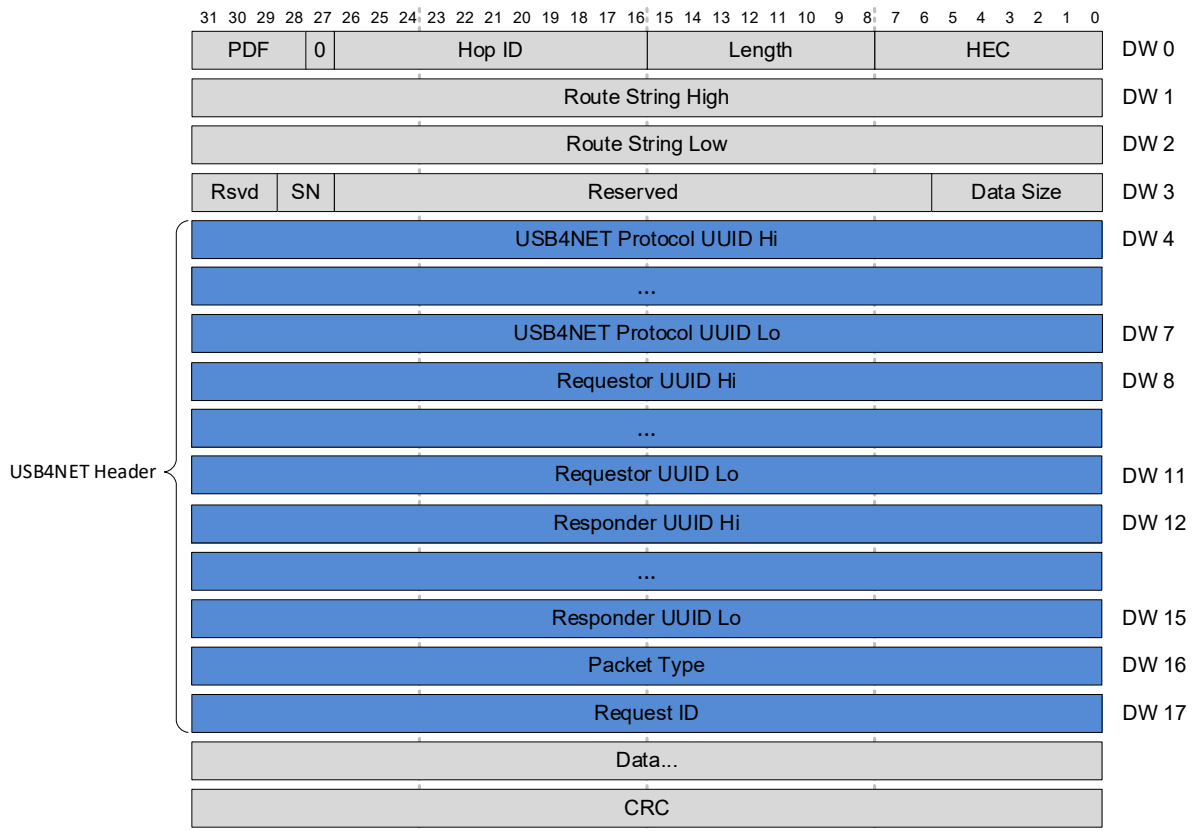 31 30 29 28 27 26 25 24 23 22 21 20 19 18 17 16 15 14 13 12 11 10 9 8 7 6 5 4 3 2 1 0
PDF 0 Hop ID Length HEC DW 0
Route String High DW 1
Route String Low DW 2
Rsvd SN Reserved Data Size DW 3
USB4NET Protocol UUID Hi DW 4
...
USB4NET Protocol UUID Lo DW 7
Requestor UUID Hi DW 8
...
USB4NET Header
Requestor UUID Lo DW 11
Responder UUID Hi DW 12
...
Responder UUID Lo DW 15
Packet Type DW 16
Request ID DW 17
Data...
CRC